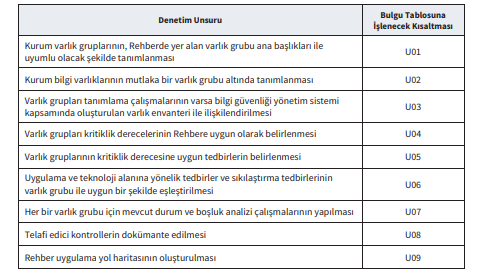 Denetim Unsuru
Bulgu Tablosuna
İşlenecek Kısaltması
Kurum varlık gruplarının, Rehberde yer alan varlık grubu ana başlıkları ile
uyumlu olacak şekilde tanımlanması
U01
Kurum bilgi varlıklarının mutlaka bir varlık grubu altında tanımlanması
U02
Varlık grupları tanımlama çalışmalarının varsa bilgi güvenliği yönetim sistemi
kapsamında oluşturulan varlık envanteri ile ilişkilendirilmesi
U03
Varlık grupları kritiklik derecelerinin Rehbere uygun olarak belirlenmesi
U04
Varlık gruplarının kritiklik derecesine uygun tedbirlerin belirlenmesi
U05
Uygulama ve teknoloji alanına yönelik tedbirler ve sıkılaştırma tedbirlerinin
varlık grubu ile uygun bir şekilde eşleştirilmesi
U06
Her bir varlık grubu için mevcut durum ve boşluk analizi çalışmalarının yapılması
U07
Telafi edici kontrollerin dokümante edilmesi
U08
Rehber uygulama yol haritasının oluşturulması
U09